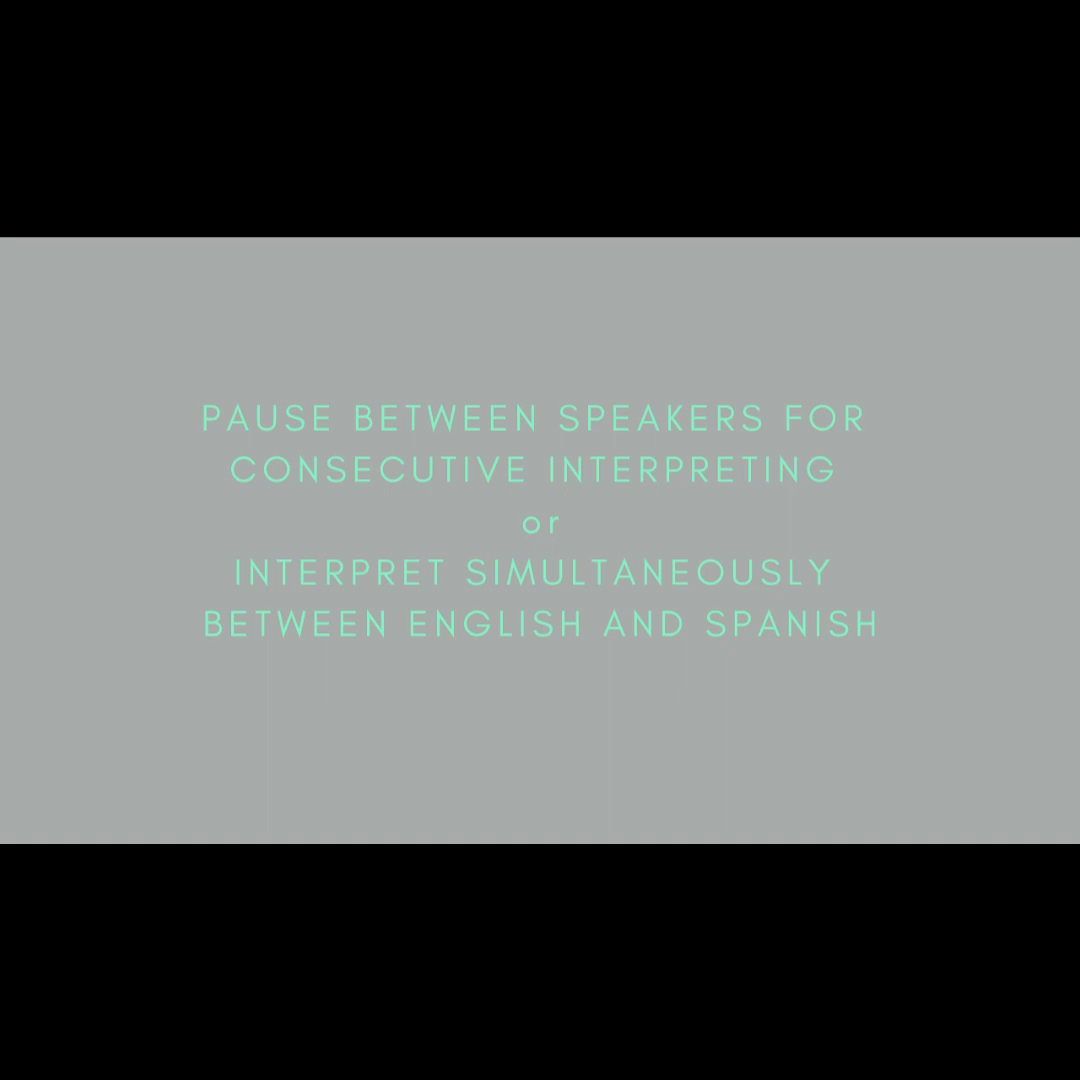 PAUSE BETWEEN SPEAKERS FOR
CONSECUTIVE INTERPRETING
or
INTERPRET SIMULTANEOUSLY
BETWEEN ENGLISH AND SPANISH